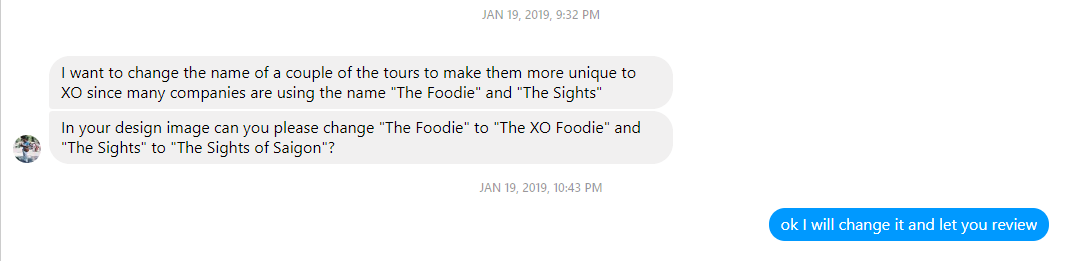 JAN 19, 2019, 9:32 PM
I want to change the name of a couple of the tours to make them more unique to
XO since many companies are using the name "The Foodie" and "The Sights"
In your design image can you please change "The Foodie" to "The XO Foodie" and
"The Sights" to "The Sights of Saigon"?
JAN 19, 2019, 10:43 PM
ok I will change it and let you review